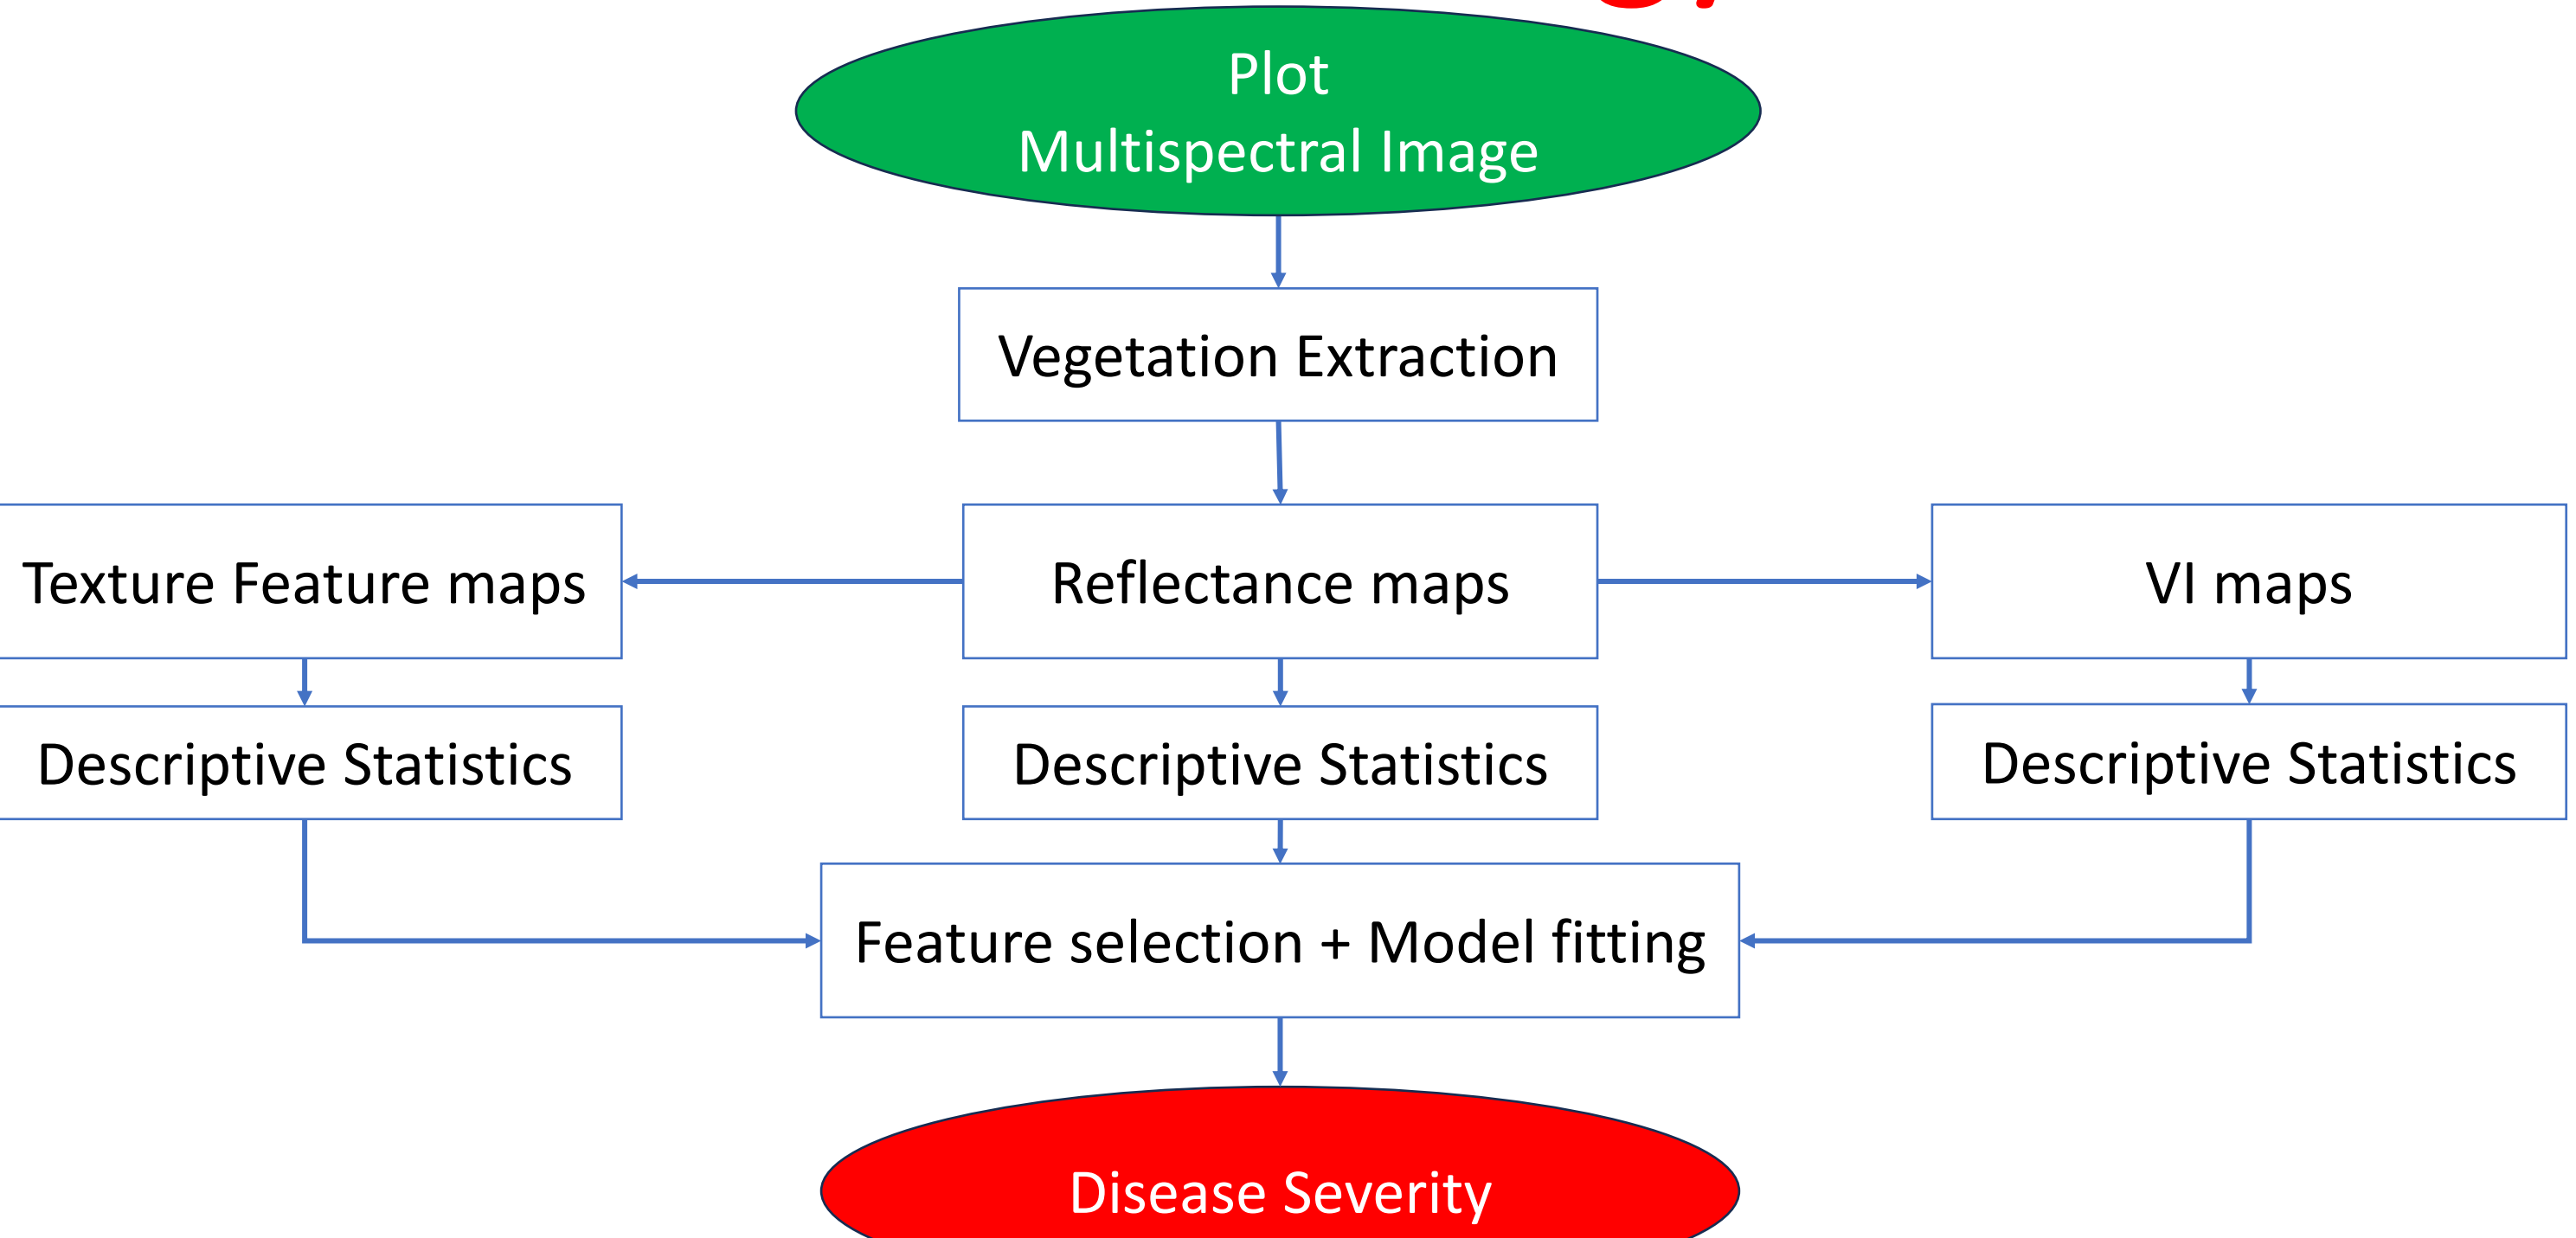 Plot
Multispectral Image
Vegetation Extraction
Texture Feature maps
Reflectance maps
VI maps
Descriptive Statistics
Descriptive Statistics
Descriptive Statistics
Feature selection + Model fitting
Disease Severity